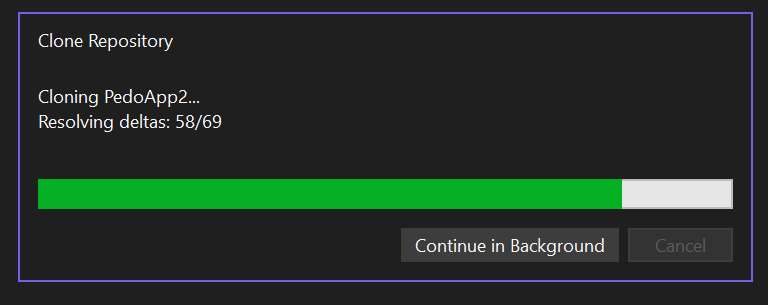 Clone Repository
Cloning PedoApp2...
Resolving deltas: 58/69
Continue in Background
Cancel